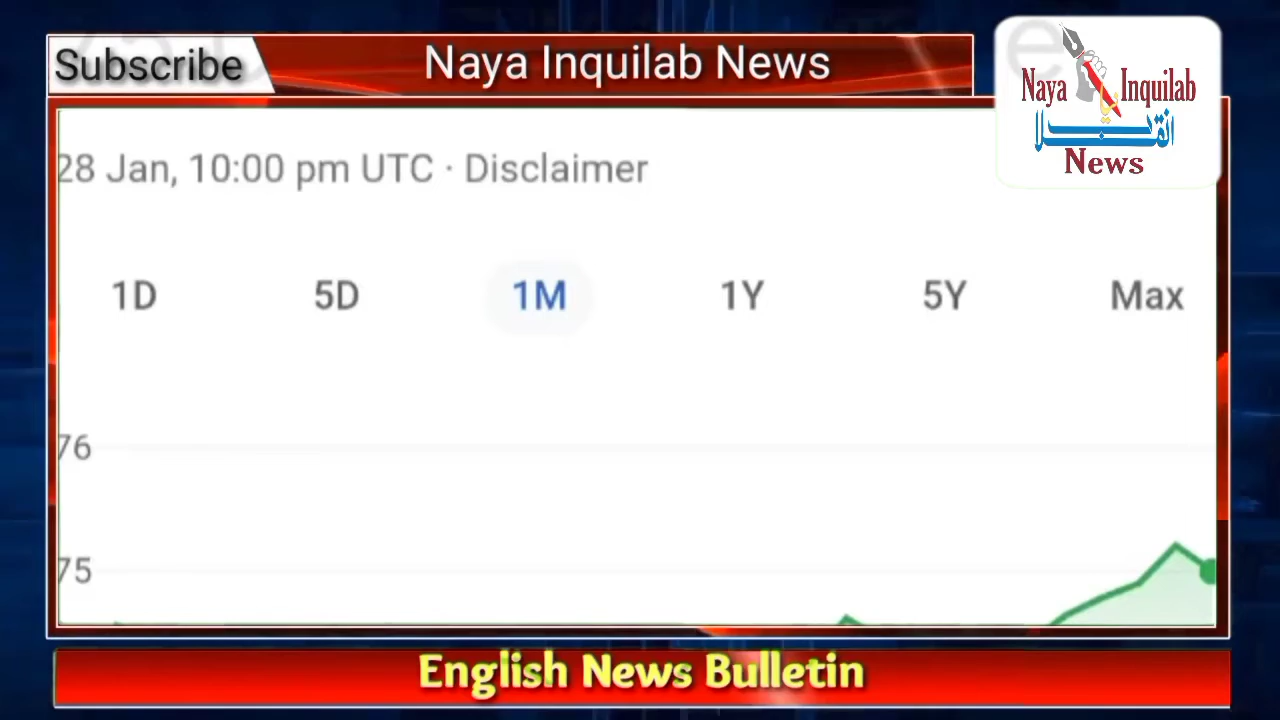 Subscribe
Naya Inquilab News
Naya Inquilab
نیا انقلاب
News
28 Jan, 10:00 pm UTC · Disclaimer
1D 5D 1M 1Y 5Y Max
76
75
English News Bulletin